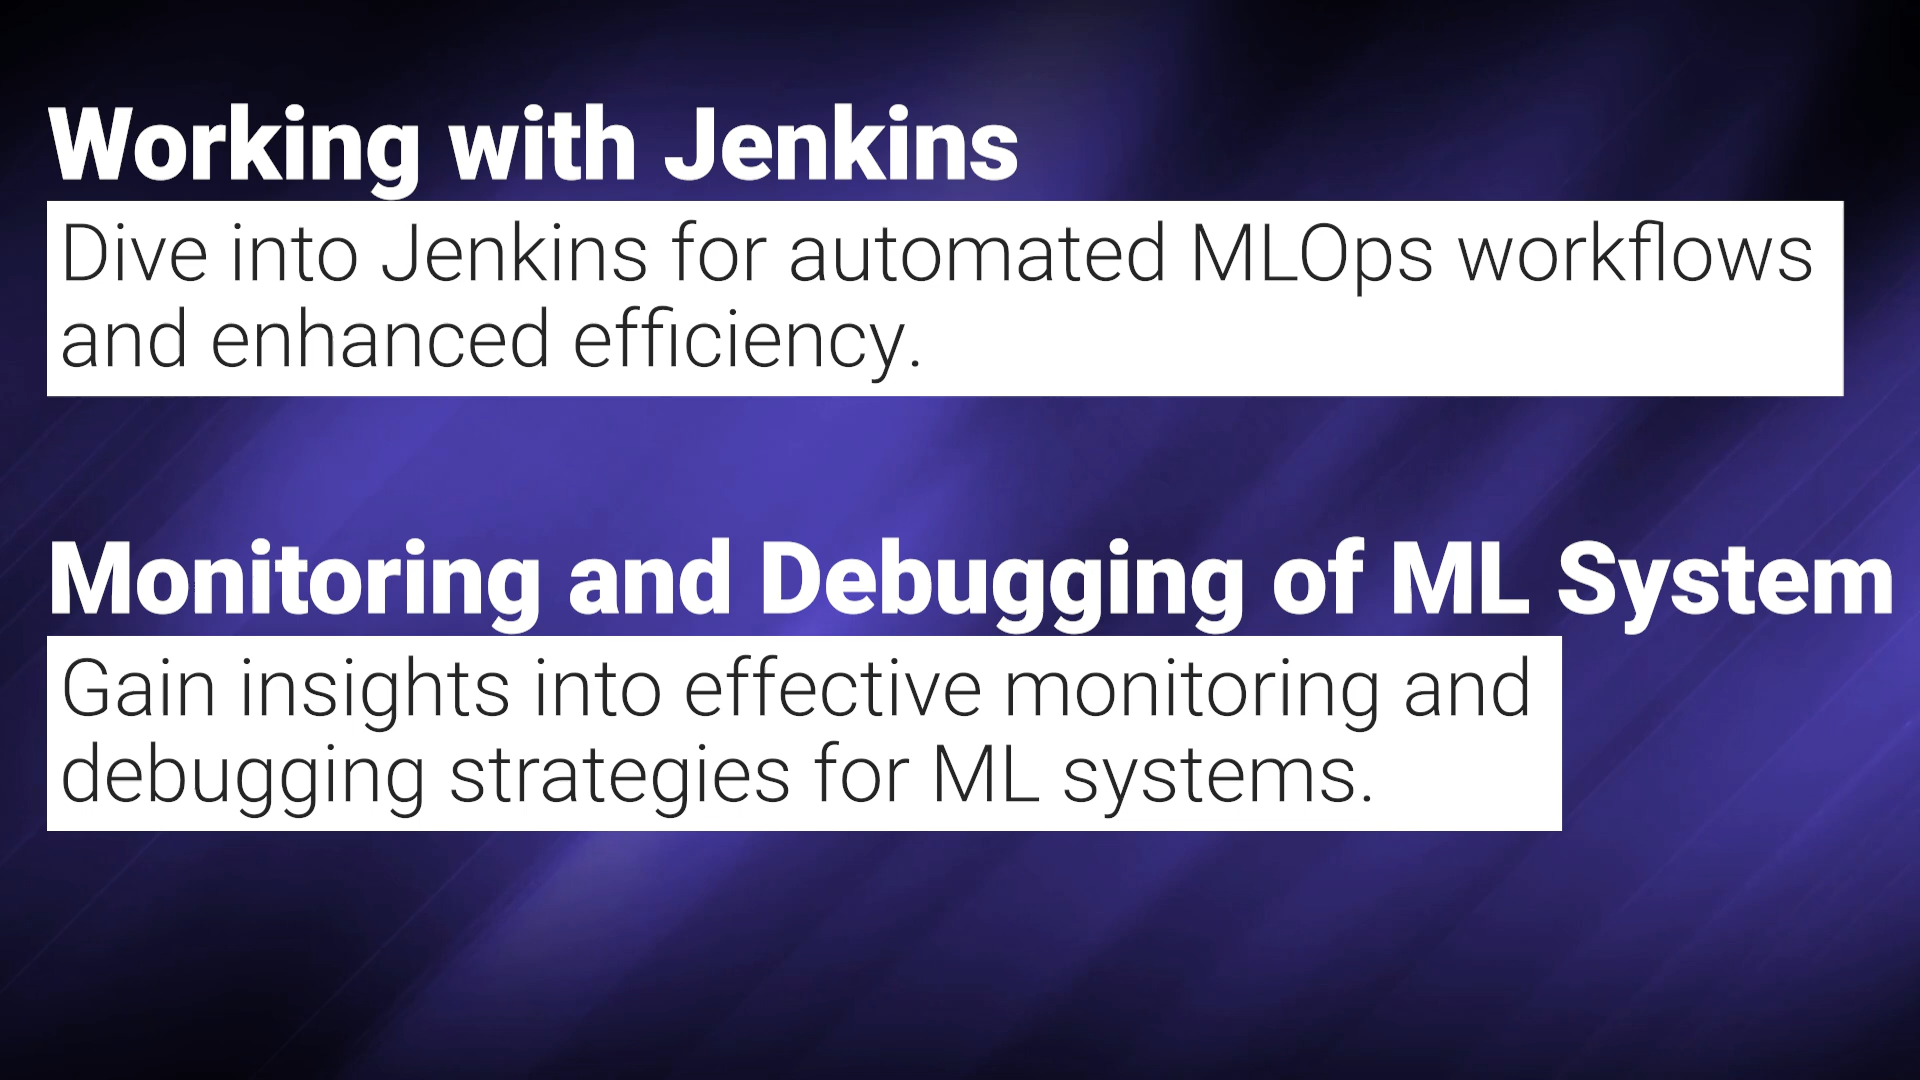 Working with Jenkins
Dive into Jenkins for automated MLOps workflows
and enhanced efficiency.
Monitoring and Debugging of ML System
Gain insights into effective monitoring and
debugging strategies for ML systems.